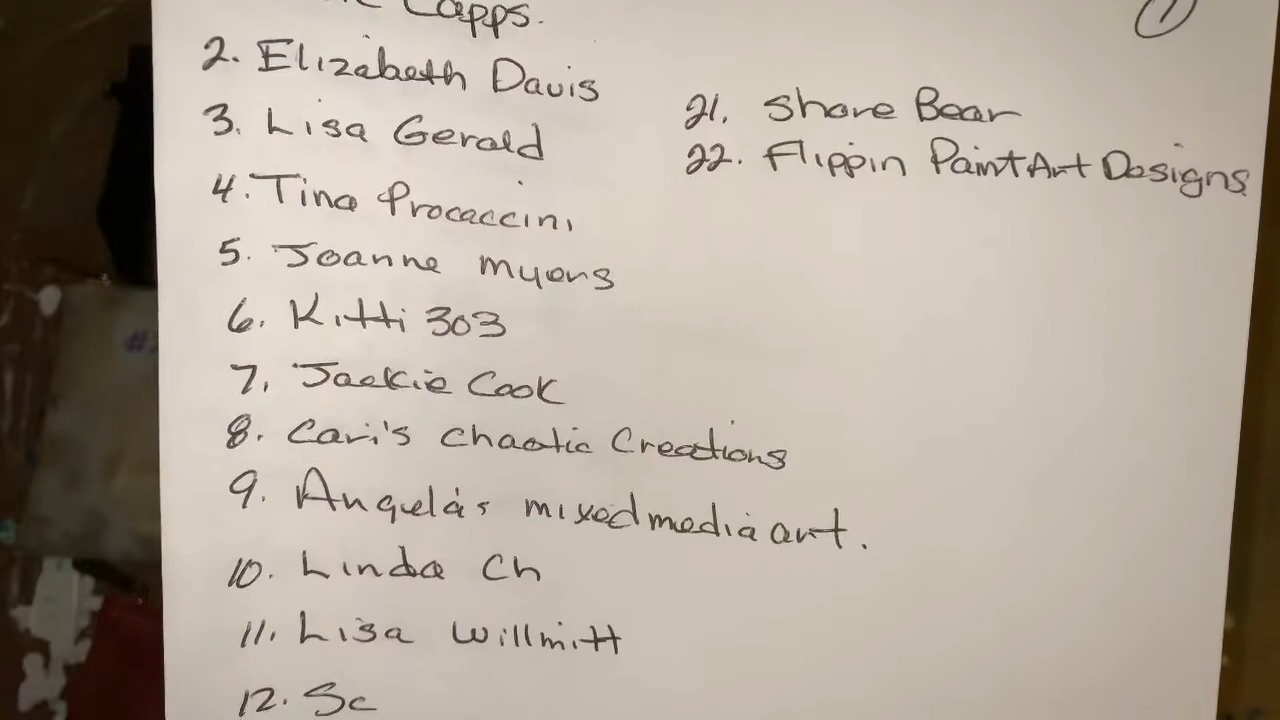 Capps.
2. Elizabeth Davis
3. Lisa Gerald
4. Tina Procaccini
5. Joanne Myers
6. Kitti 303
7. Jackie Cook
8. Cari's Chaotic Creations
9. Angela's mixedmedia art.
10. Linda Ch
11. Lisa Willmitt
12. Sc
1
21. Share Bear
22. Flippin PaintArt Designs